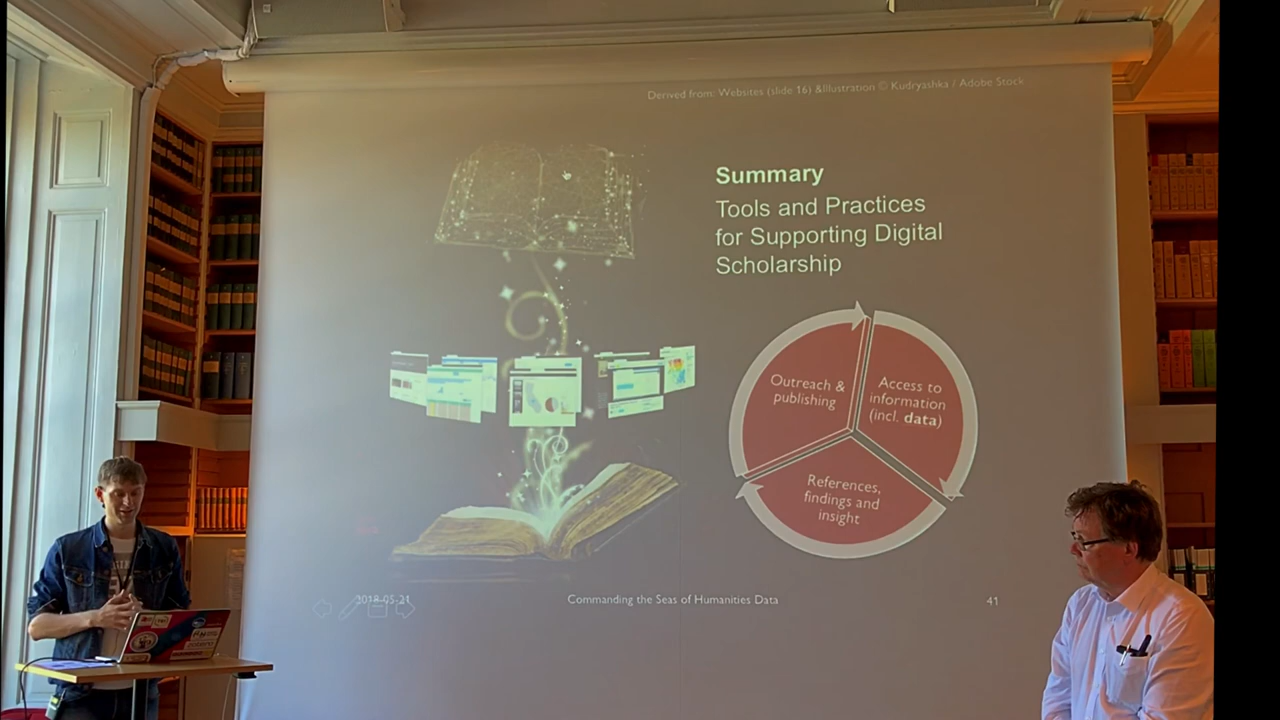 Derived from: Websites (slide 16) &Illustration © Kudryashka / Adobe Stock
Summary
Tools and Practices
for Supporting Digital
Scholarship
Outreach &
publishing
Access to
information
(incl. data)
References,
findings and
insight
2018-05-21
Commanding the Seas of Humanities Data
41